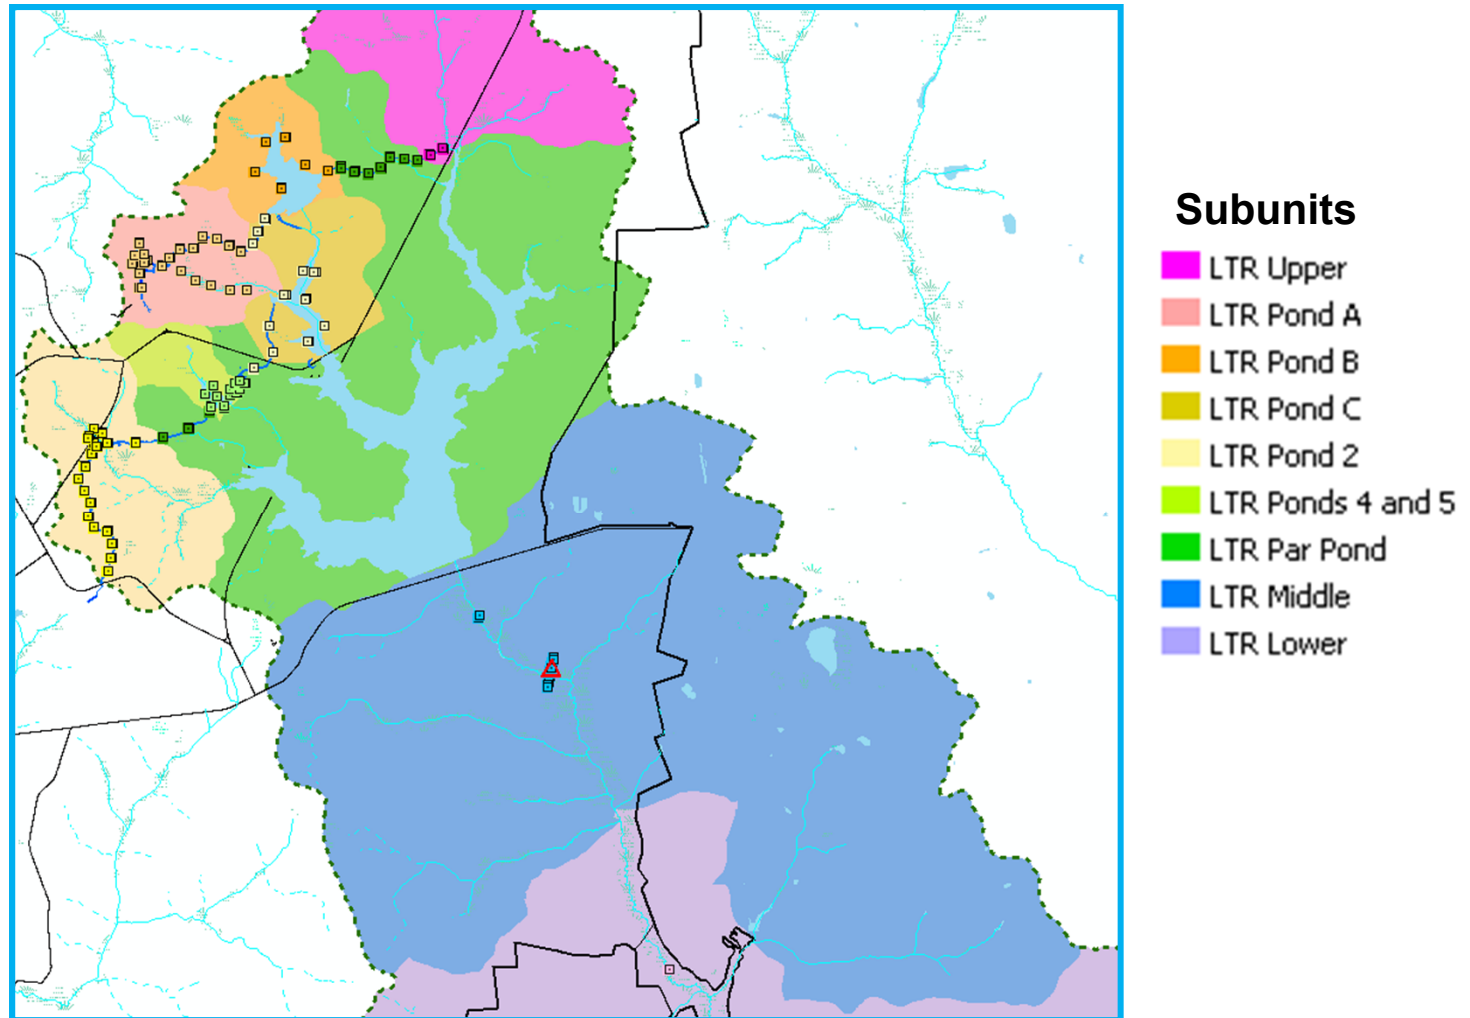 Subunits
LTR Upper
LTR Pond A
LTR Pond B
LTR Pond C
LTR Pond 2
LTR Ponds 4 and 5
LTR Par Pond
LTR Middle
LTR Lower